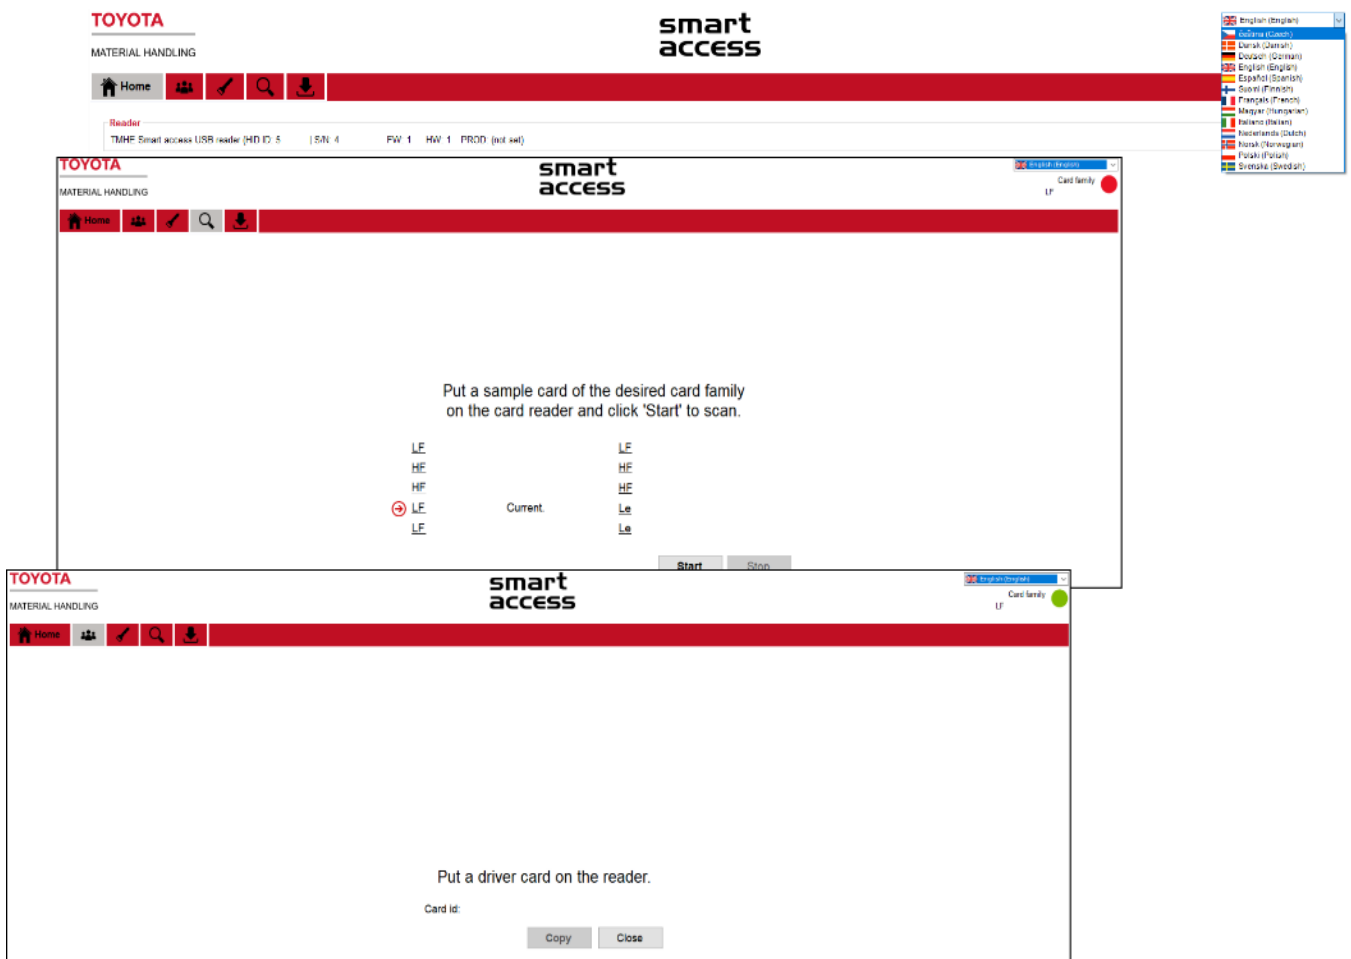 TOYOTA
MATERIAL HANDLING
smart
access
English (English)
Čeština (Czech)
Dansk (Danish)
Deutsch (German)
English (English)
Español (Spanish)
Suomi (Finnish)
Français (French)
Magyar (Hungarian)
Italiano (Italian)
Nederlands (Dutch)
Norsk (Norwegian)
Polski (Polish)
Svenska (Swedish)
Home
Reader
TMHE Smart access USB reader (HID ID: 5 | S/N: 4 FW: 1 HW: 1 PROD: (not set)
TOYOTA
MATERIAL HANDLING
smart
access
English (English)
Card family
LF
Home
Put a sample card of the desired card family
on the card reader and click 'Start' to scan.
LF LF
HF HF
HF HF
LF Current. Le
LF Le
Start Stop
TOYOTA
MATERIAL HANDLING
smart
access
English (English)
Card family
LF
Home
Put a driver card on the reader.
Card id:
Copy Close